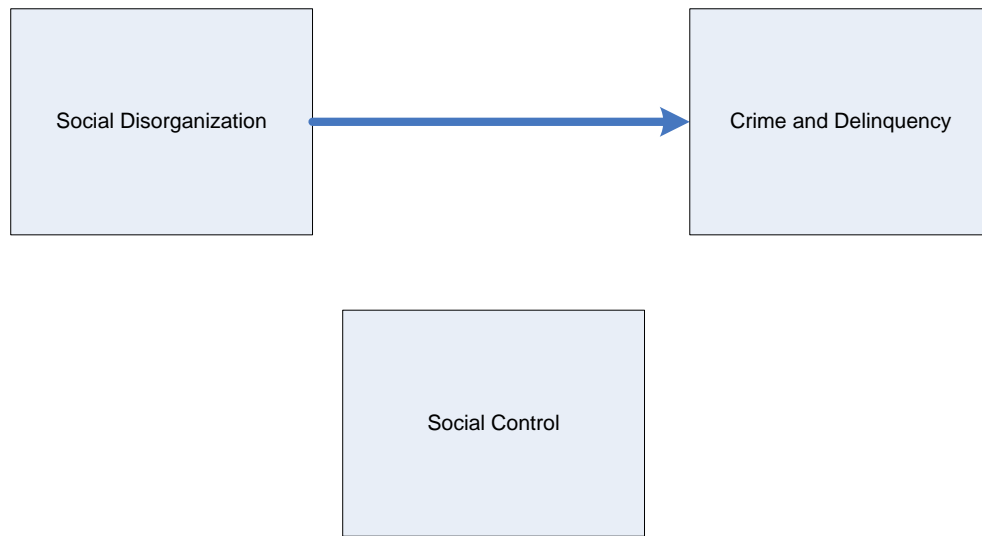 Social Disorganization
Crime and Delinquency
Social Control